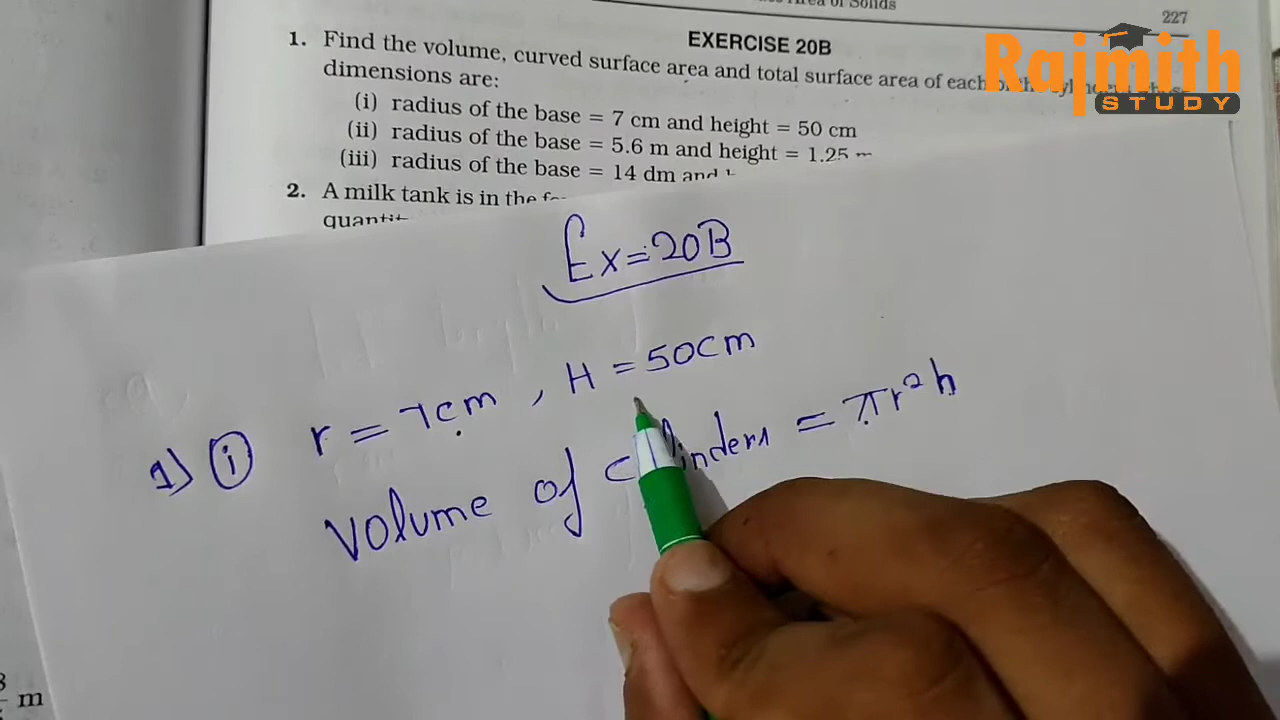 227
EXERCISE 20B
1. Find the volume, curved surface area and total surface area of each
dimensions are:
(i) radius of the base = 7 cm and height = 50 cm
(ii) radius of the base = 5.6 m and height = 1.25 m
(iii) radius of the base = 14 dm and
2. A milk tank is in the
Rajmith
STUDY
Ex = 20B
1) (i) r = 7cm , H = 50cm
Volume of = πr²h
m